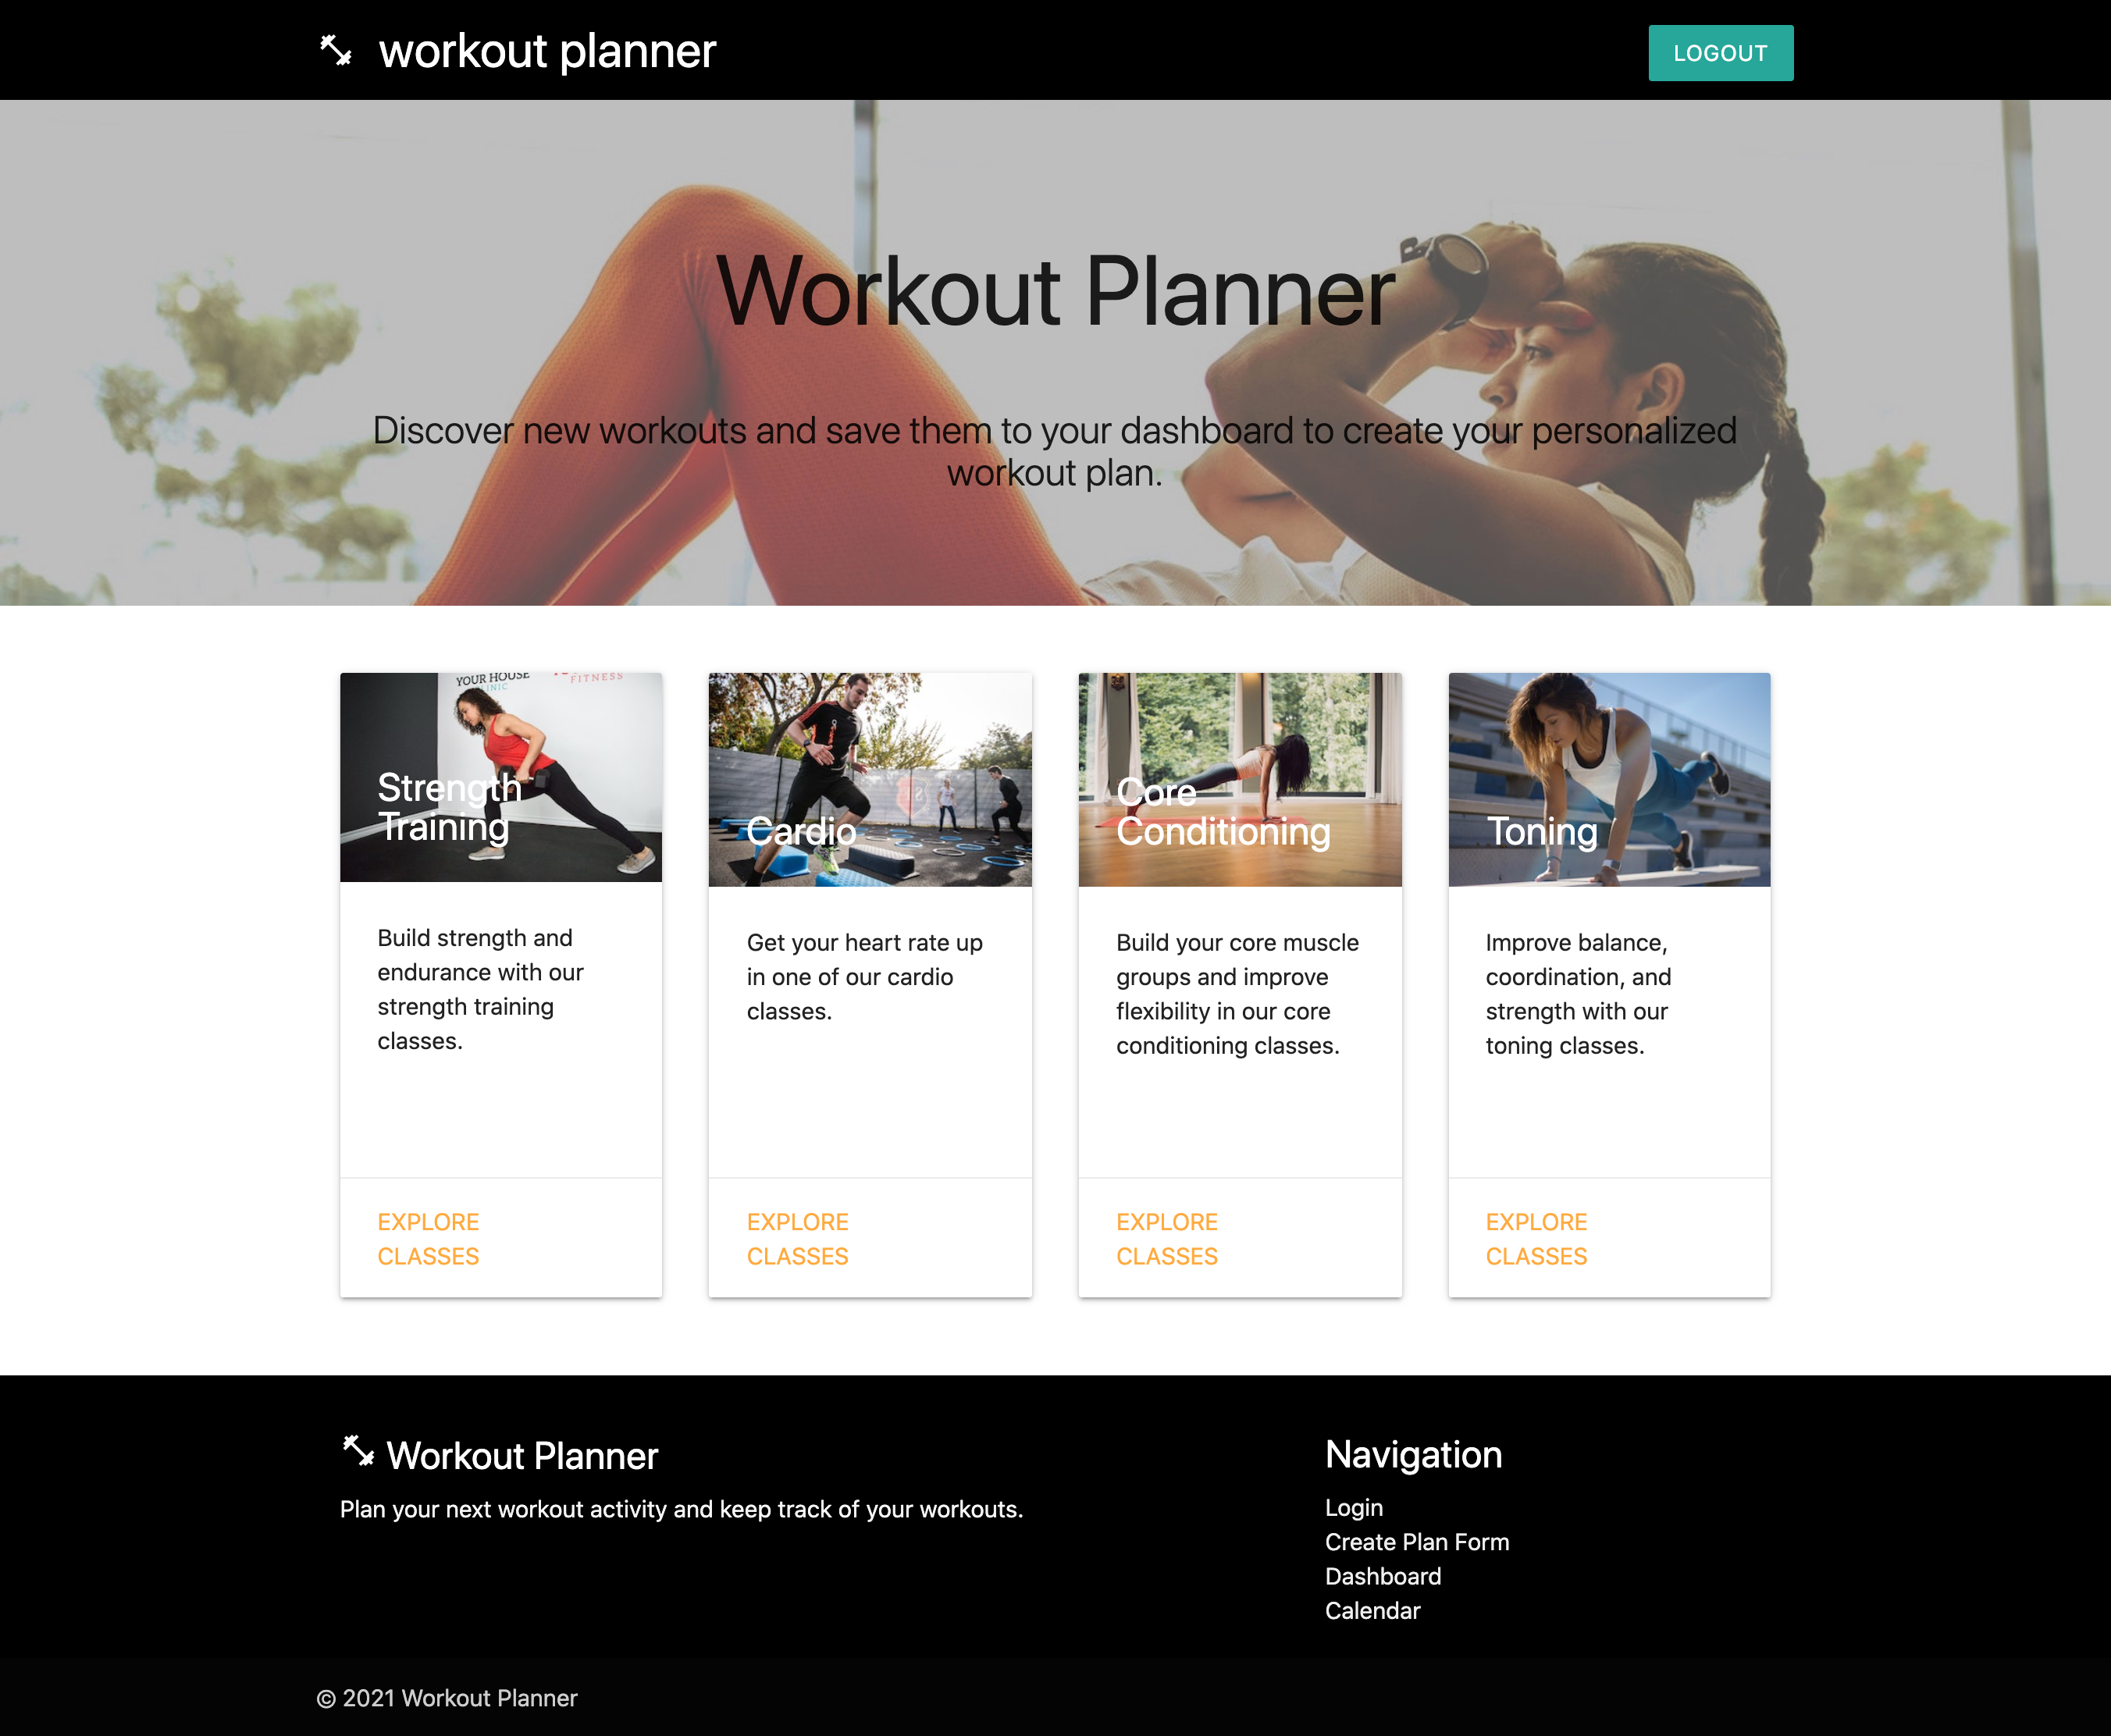 workout planner
LOGOUT
Workout Planner
Discover new workouts and save them to your dashboard to create your personalized
workout plan.
YOUR HOUSE
FITNESS
Strength
Training
Build strength and
endurance with our
strength training
classes.
EXPLORE
CLASSES
Cardio
Get your heart rate up
in one of our cardio
classes.
EXPLORE
CLASSES
Core
Conditioning
Build your core muscle
groups and improve
flexibility in our core
conditioning classes.
EXPLORE
CLASSES
Toning
Improve balance,
coordination, and
strength with our
toning classes.
EXPLORE
CLASSES
Workout Planner
Plan your next workout activity and keep track of your workouts.
Navigation
Login
Create Plan Form
Dashboard
Calendar
© 2021 Workout Planner